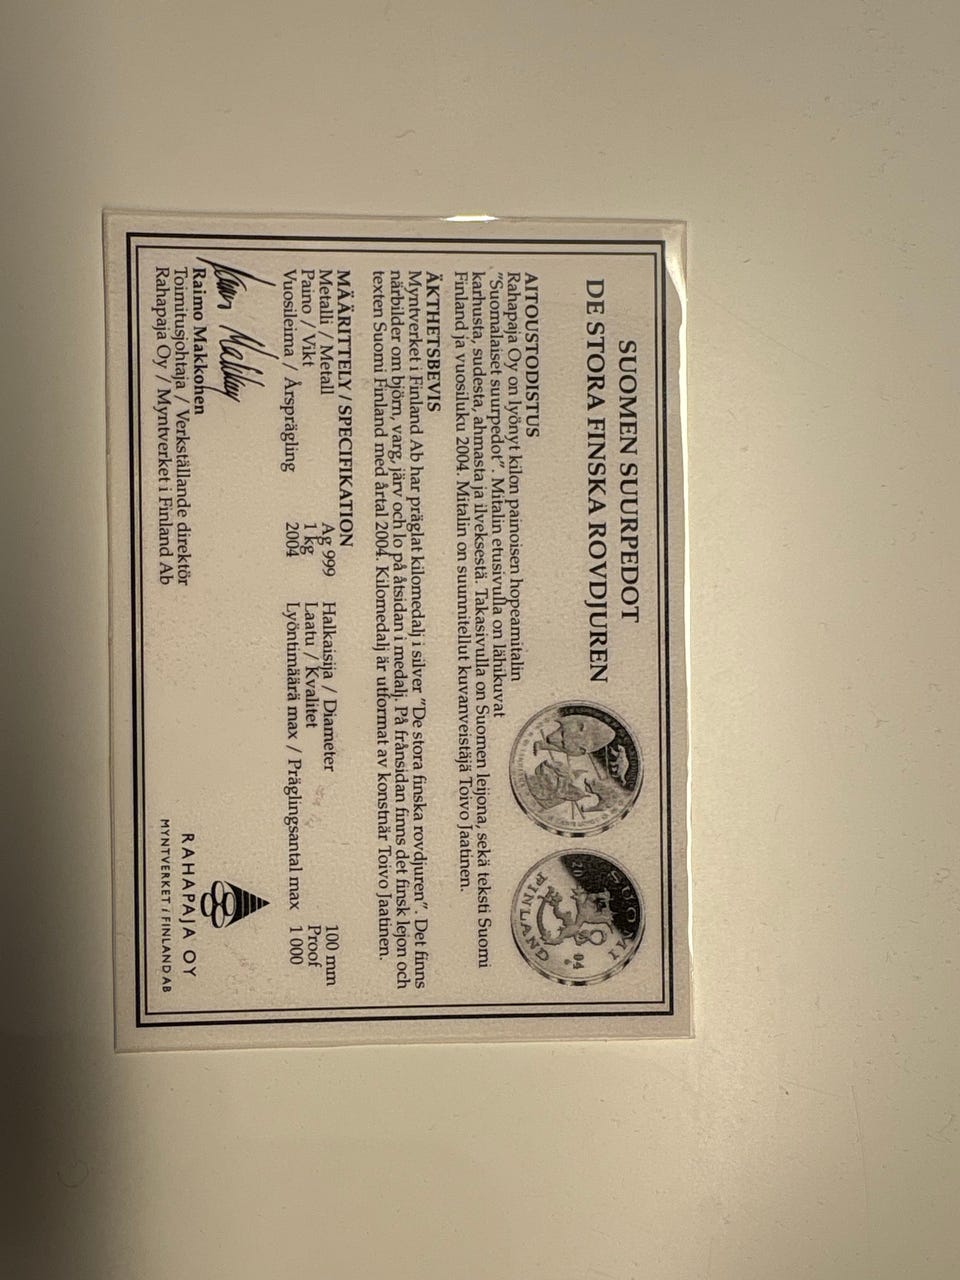 SUOMEN SUURPEDOT
DE STORA FINSKA ROVDJUREN
AITOUSTODISTUS
Rahapaja Oy on lyönyt kilon painoisen hopeamitalin
"Suomalaiset suurpedot". Mitalin etusivulla on lähikuvat
karhusta, sudesta, ahmasta ja ilveksestä. Takasivulla on Suomen leijona, sekä teksti Suomi
Finland ja vuosiluku 2004. Mitalin on suunnitellut kuvanveistäjä Toivo Jaatinen.
ÄKTHETSBEVIS
Myntverket i Finland Ab har präglat kilomedalj i silver "De stora finska rovdjuren". Det finns
närbilder om björn, varg, järv och lo på åtsidan i medalj. På frånsidan finns det finsk lejon och
texten Suomi Finland med årtal 2004. Kilomedalj är utformat av konstnär Toivo Jaatinen.
MÄÄRITTELY / SPECIFIKATION
Metalli / Metall Ag 999 Halkaisija / Diameter 100 mm
Paino / Vikt 1 kg Laatu / Kvalitet Proof
Vuosileima / Årsprägling 2004 Lyöntimäärä max / Präglingsantal max 1 000
Raimo Makkonen
Toimitusjohtaja / Verkställande direktör
Rahapaja Oy / Myntverket i Finland Ab
RAHAPAJA OY
MYNTVERKET I FINLAND AB
SUOMI
20 04
FINLAND